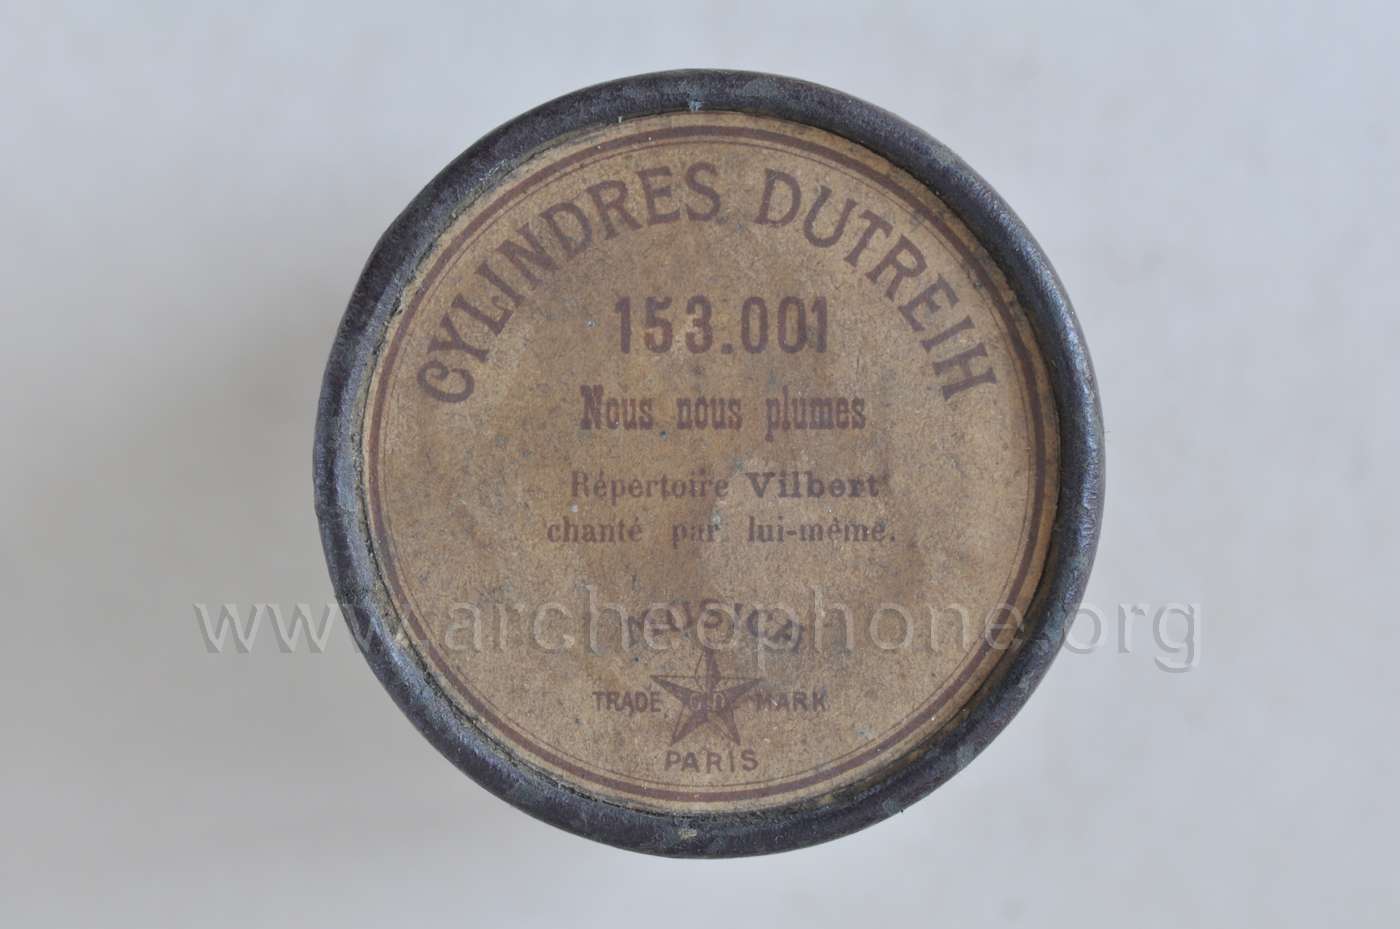 CYLINDRES DUTREIH
153.001
Nous nous plumes
Répertoire Vilbert
chanté par lui-même.
MUSICE
www.archeophone.org
TRADE MARK
PARIS